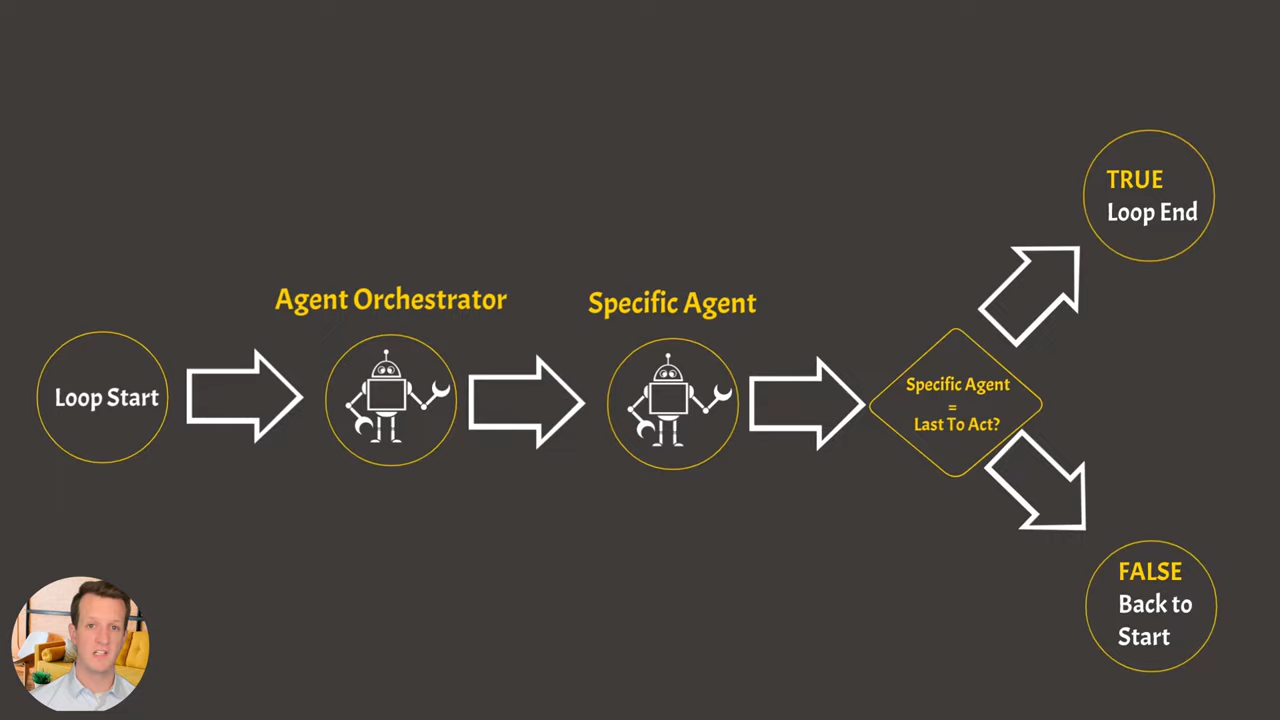 Loop Start
Agent Orchestrator
Specific Agent
Specific Agent
=
Last To Act?
TRUE
Loop End
FALSE
Back to
Start